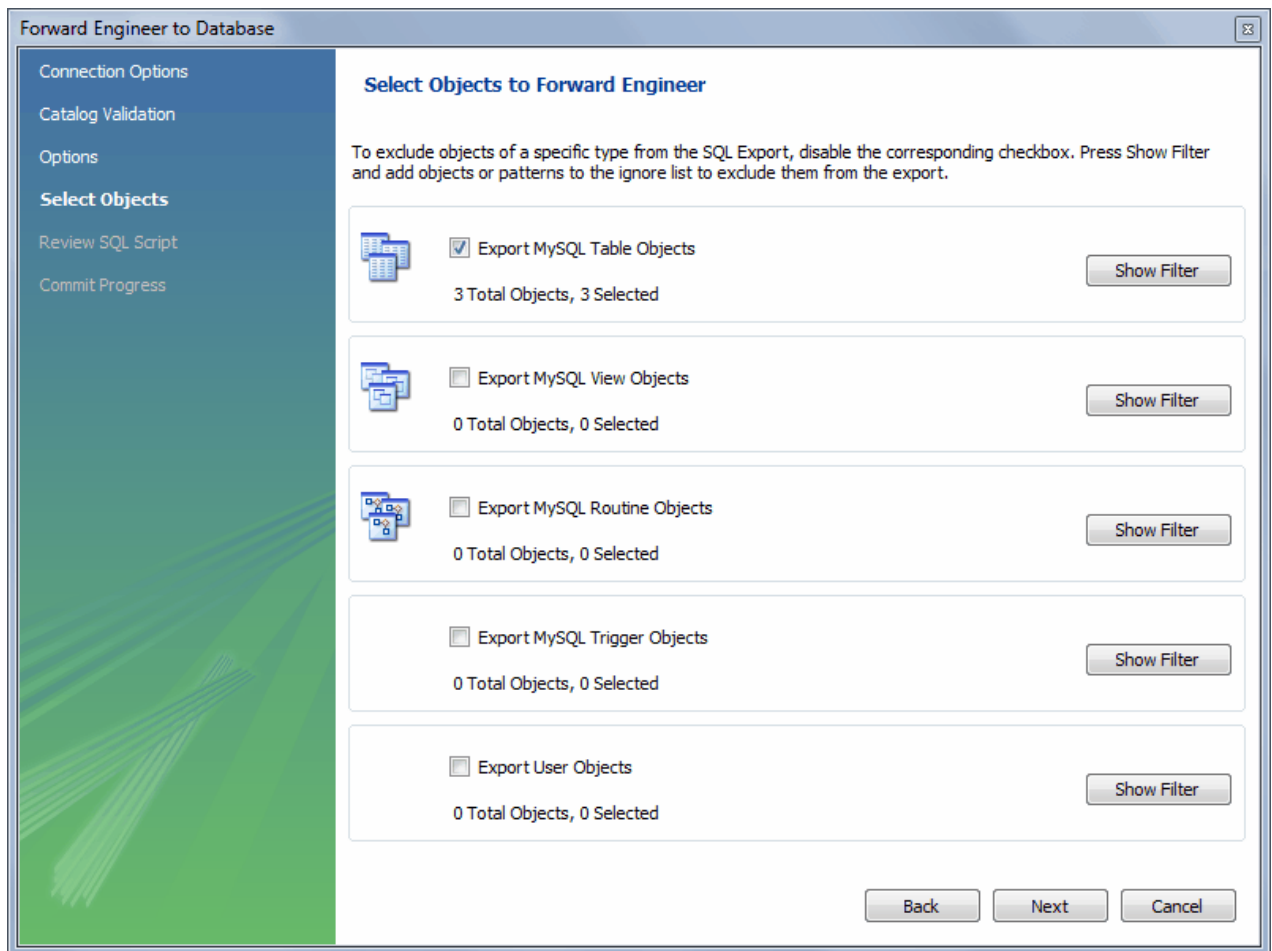 Forward Engineer to Database
Connection Options
Catalog Validation
Options
Select Objects
Review SQL Script
Commit Progress
Select Objects to Forward Engineer
To exclude objects of a specific type from the SQL Export, disable the corresponding checkbox. Press Show Filter
and add objects or patterns to the ignore list to exclude them from the export.
Export MySQL Table Objects
3 Total Objects, 3 Selected
Show Filter
Export MySQL View Objects
0 Total Objects, 0 Selected
Show Filter
Export MySQL Routine Objects
0 Total Objects, 0 Selected
Show Filter
Export MySQL Trigger Objects
0 Total Objects, 0 Selected
Show Filter
Export User Objects
0 Total Objects, 0 Selected
Show Filter
Back
Next
Cancel